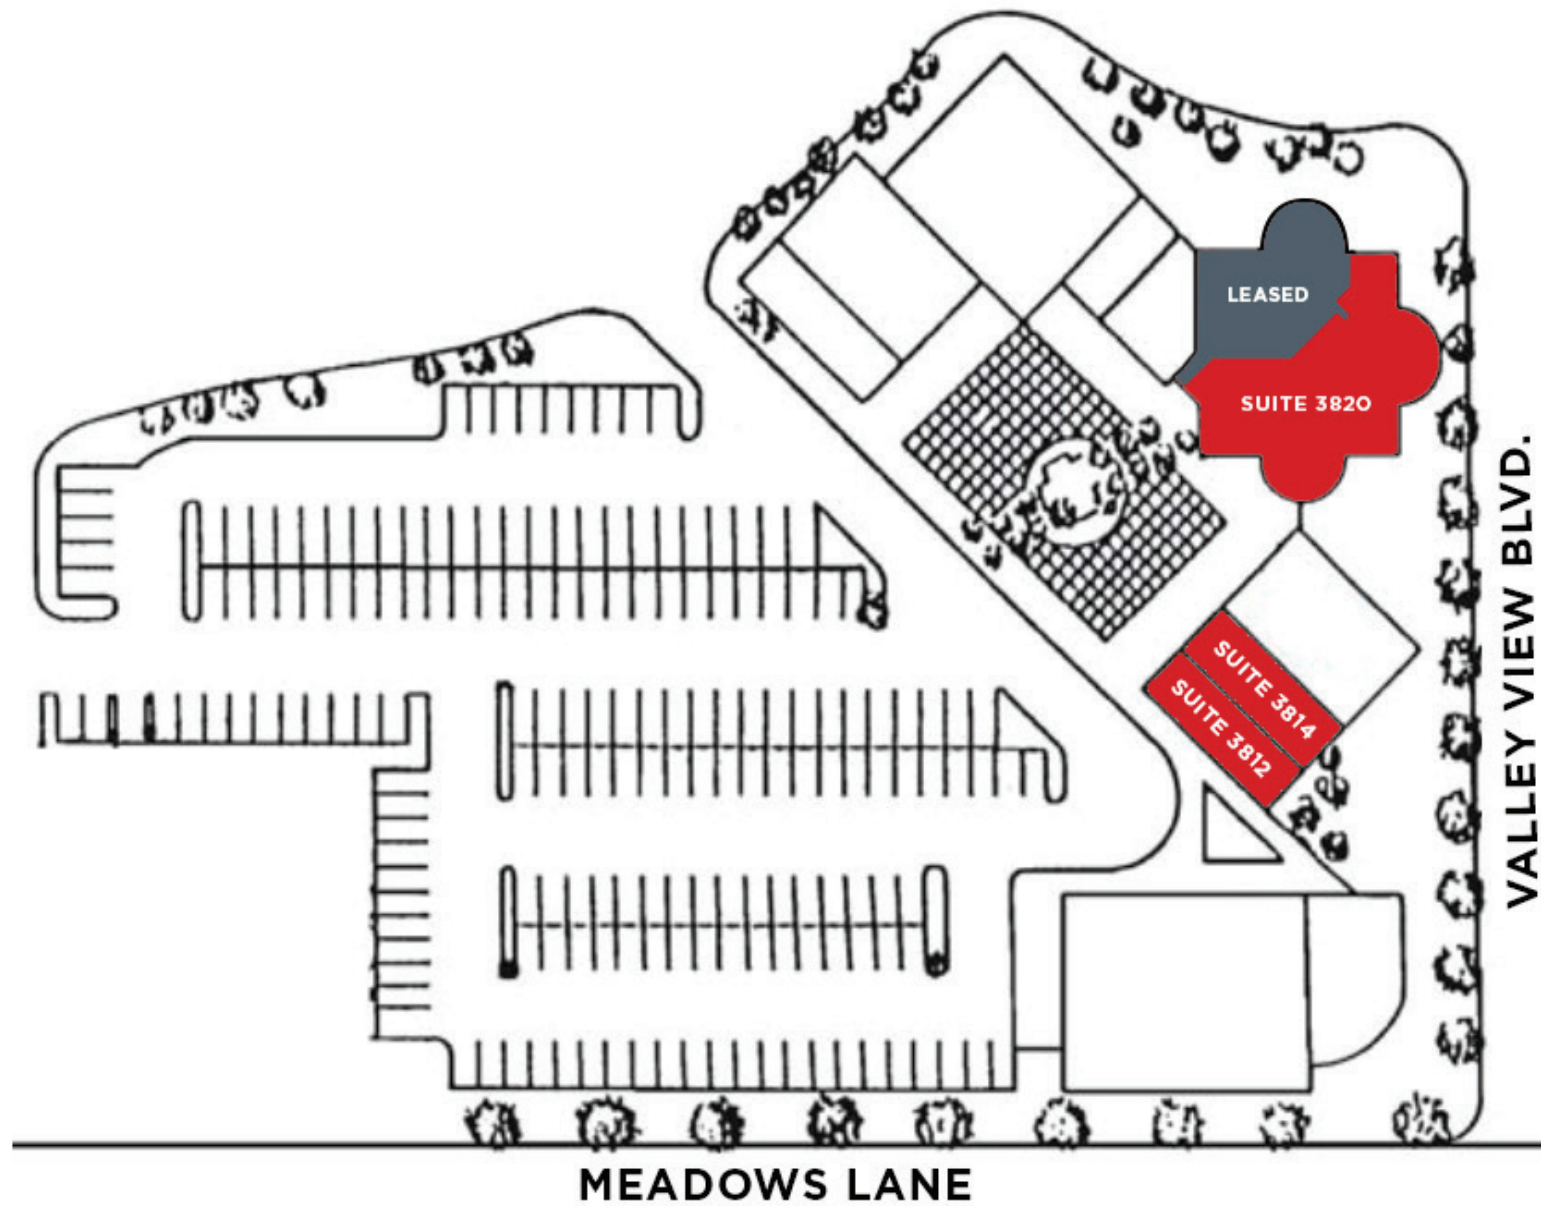 LEASED
SUITE 3820
SUITE 3814
SUITE 3812
VALLEY VIEW BLVD.
MEADOWS LANE